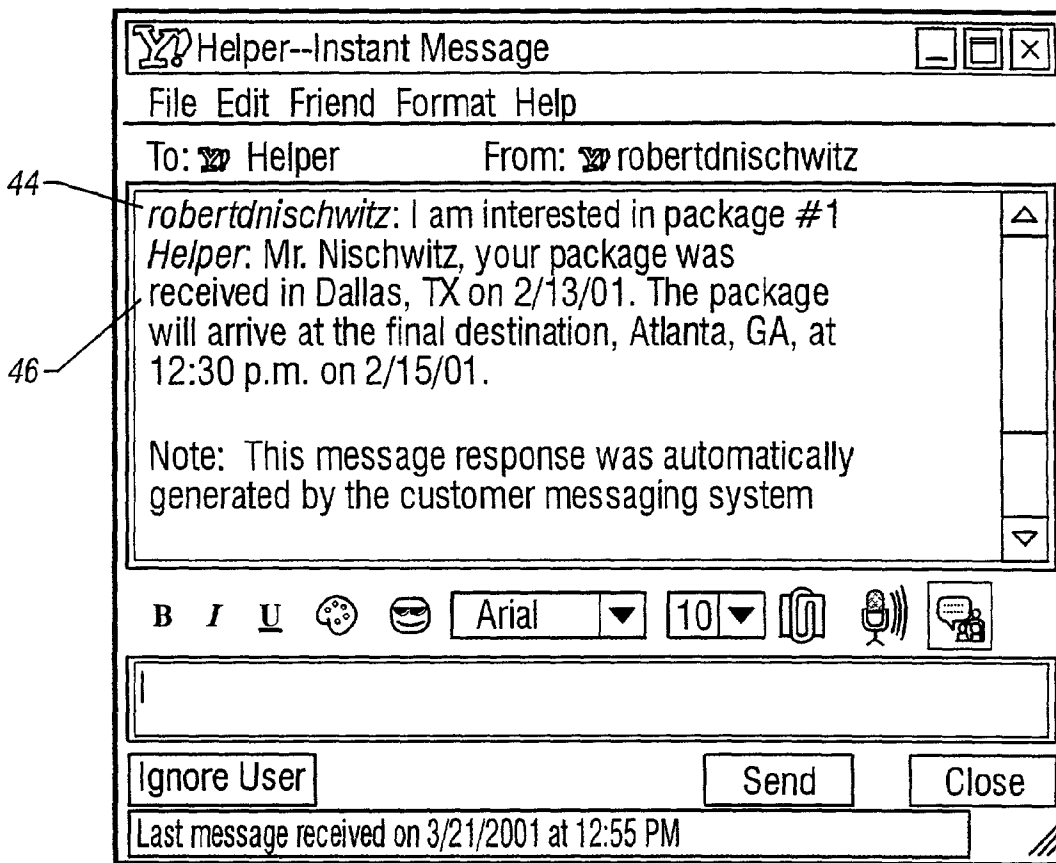 Y! Helper--Instant Message
File Edit Friend Format Help
To: Y! Helper From: Y! robertdnischwitz
44
robertdnischwitz: I am interested in package #1
Helper: Mr. Nischwitz, your package was
received in Dallas, TX on 2/13/01. The package
will arrive at the final destination, Atlanta, GA, at
46
12:30 p.m. on 2/15/01.
Note: This message response was automatically
generated by the customer messaging system
B I U Arial 10
Ignore User Send Close
Last message received on 3/21/2001 at 12:55 PM